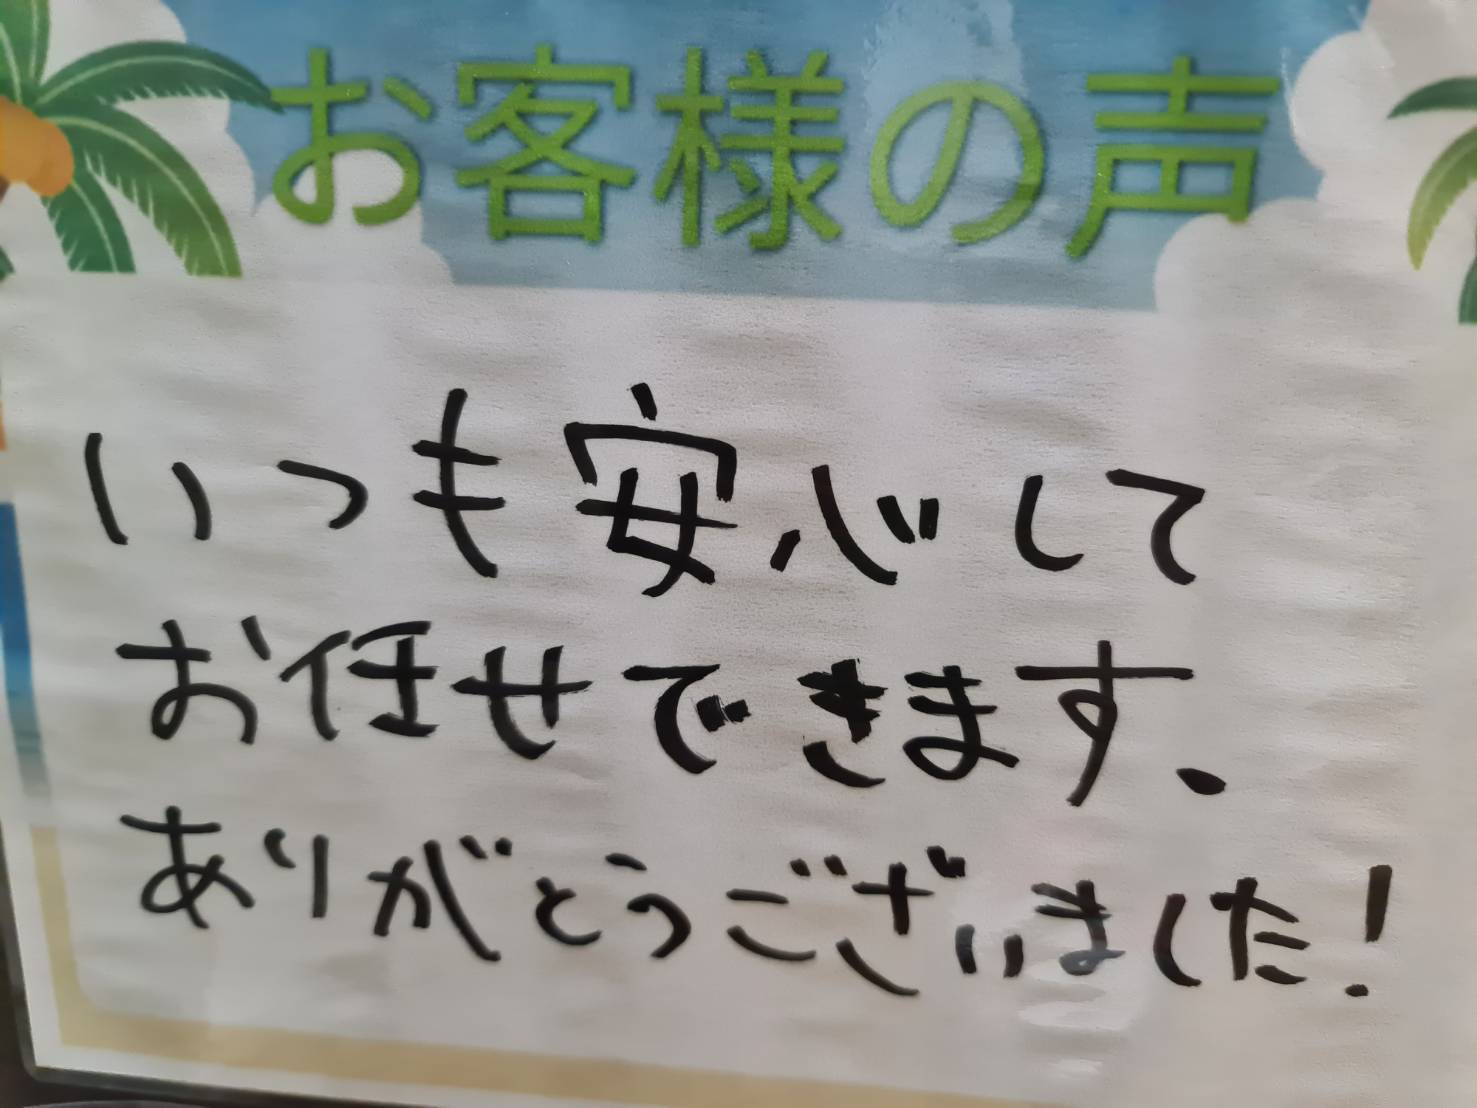 お客様の声
いつも安心して
お任せできます。
ありがとうございました!